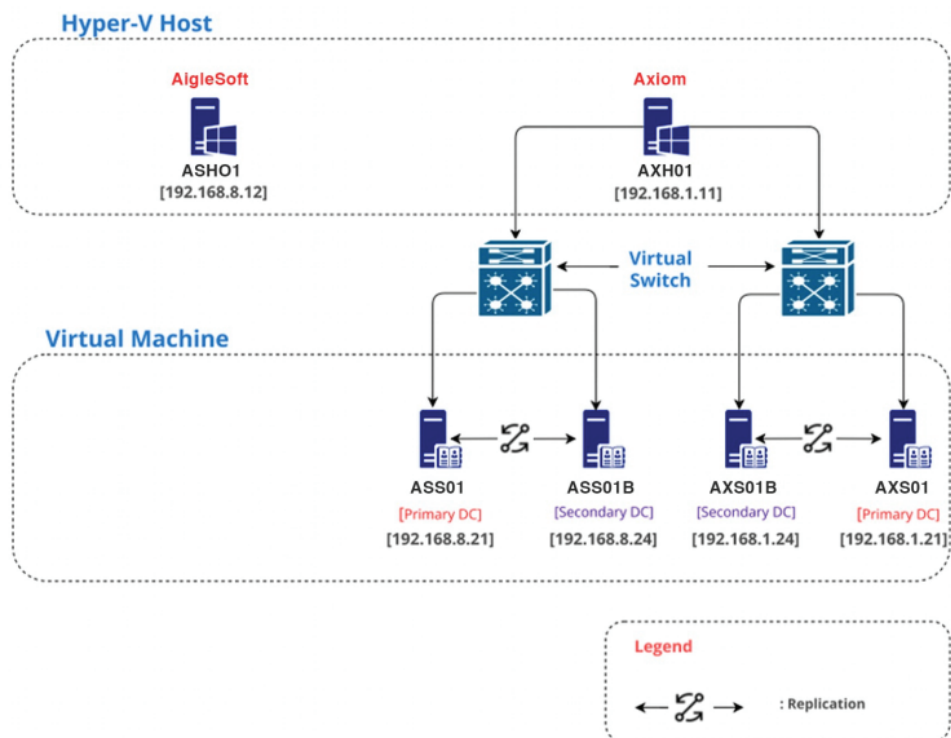 Hyper-V Host
AigleSoft
Axiom
ASHO1
[192.168.8.12]
AXH01
[192.168.1.11]
Virtual
Switch
Virtual Machine
ASS01
[Primary DC]
[192.168.8.21]
ASS01B
[Secondary DC]
[192.168.8.24]
AXS01B
[Secondary DC]
[192.168.1.24]
AXS01
[Primary DC]
[192.168.1.21]
Legend
: Replication